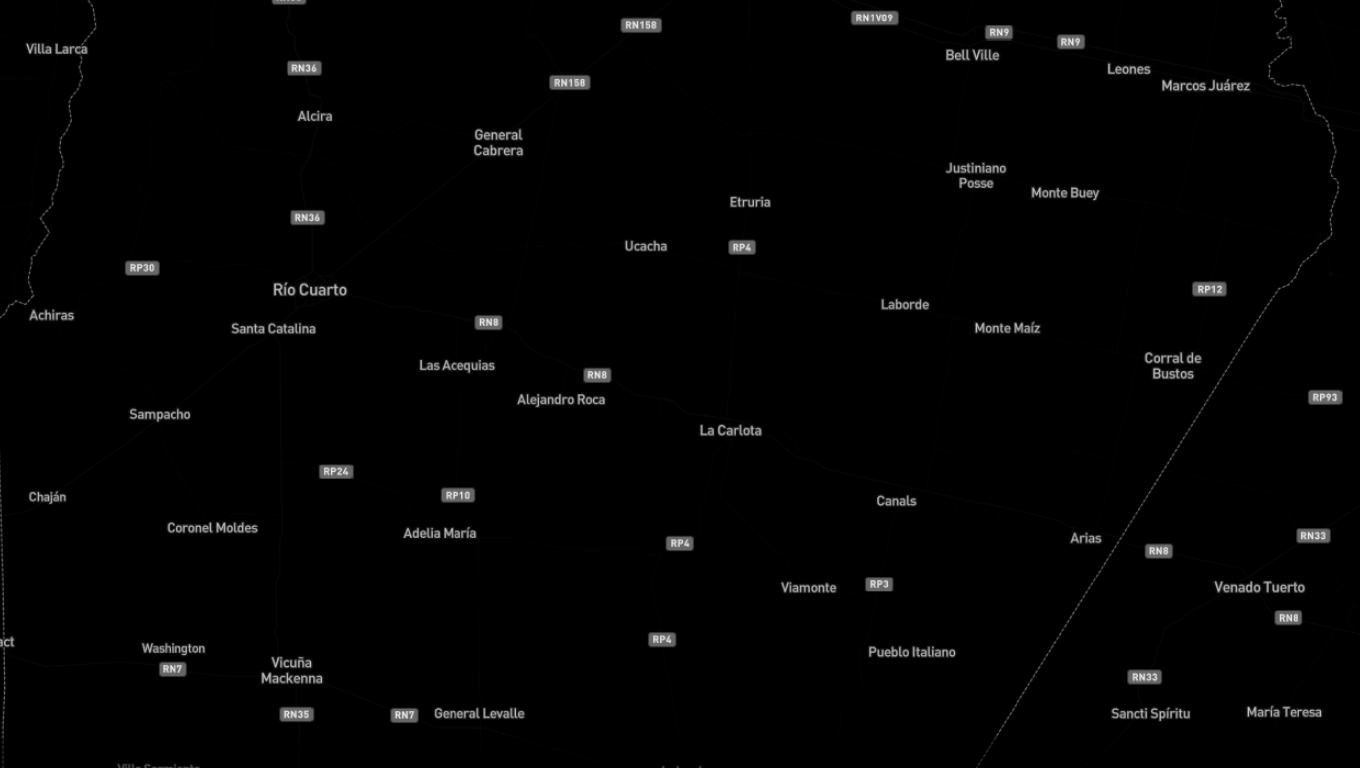 RN158
RN1V09
RN9
RN9
Villa Larca
Bell Ville
RN36
Leones
RN158
Marcos Juárez
Alcira
General
Cabrera
Justiniano
Posse
Monte Buey
Etruria
RN36
Ucacha
RP4
RP30
Río Cuarto
RP12
Laborde
Achiras
RN8
Santa Catalina
Monte Maíz
Corral de
Bustos
Las Acequias
RN8
Alejandro Roca
RP93
Sampacho
La Carlota
RP24
RP10
Chaján
Canals
Coronel Moldes
Adelia María
RN33
Arias
RP4
RN8
Viamonte
RP3
Venado Tuerto
RN8
RP4
act
Washington
Pueblo Italiano
Vicuña
Mackenna
RN7
RN33
RN35
RN7
General Levalle
Sancti Spíritu
María Teresa